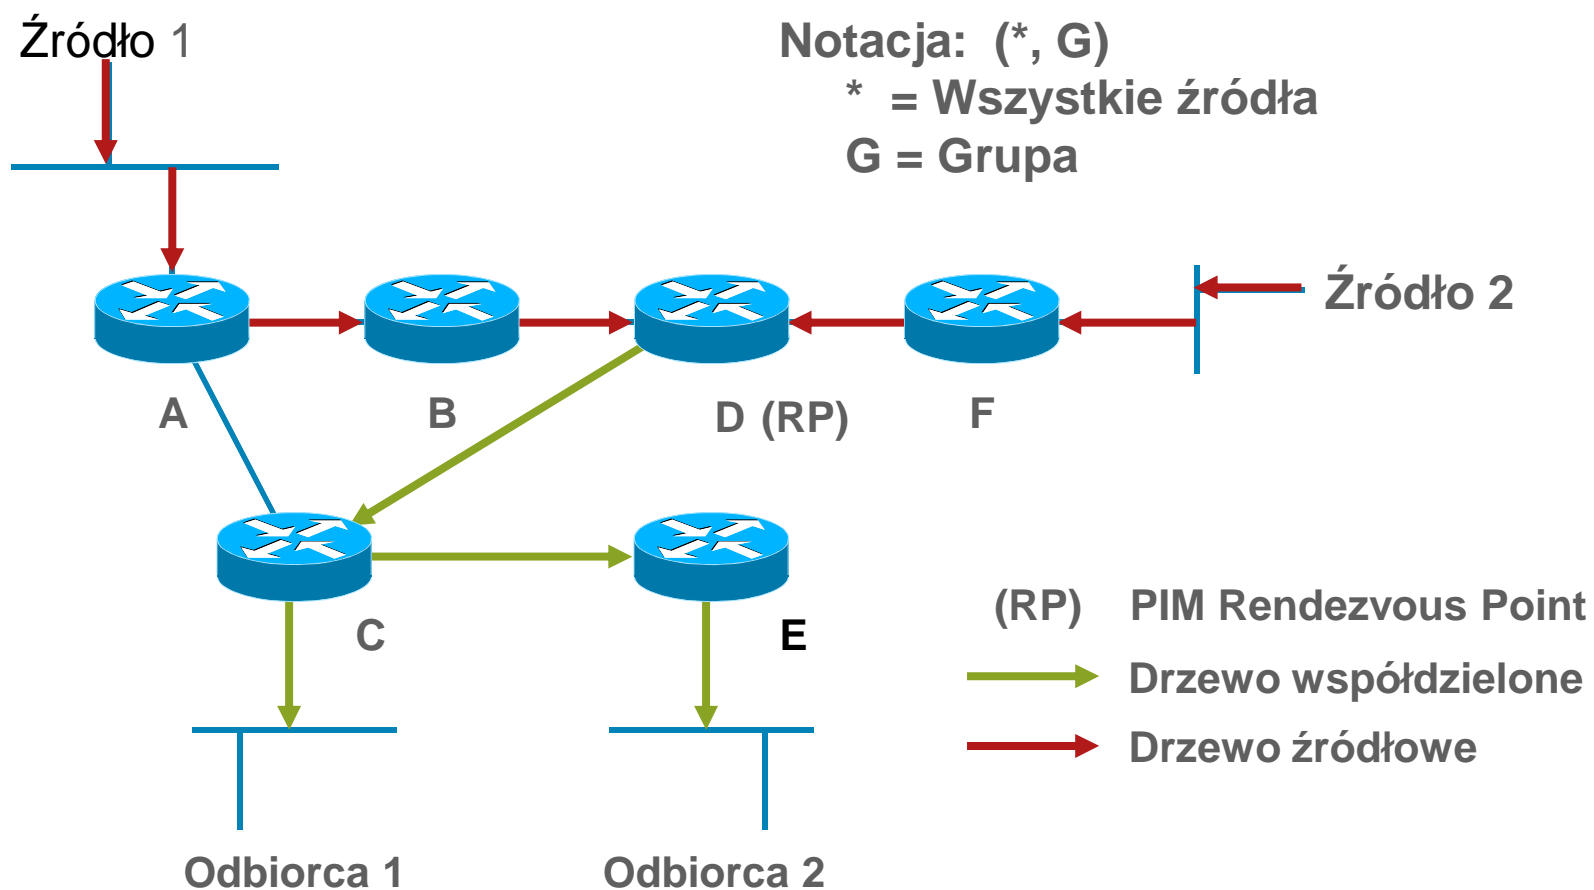 Źródło 1
Notacja: (*, G)
* = Wszystkie źródła
G = Grupa
Źródło 2
A
B
D (RP)
F
C
E
(RP) PIM Rendezvous Point
Drzewo współdzielone
Drzewo źródłowe
Odbiorca 1
Odbiorca 2